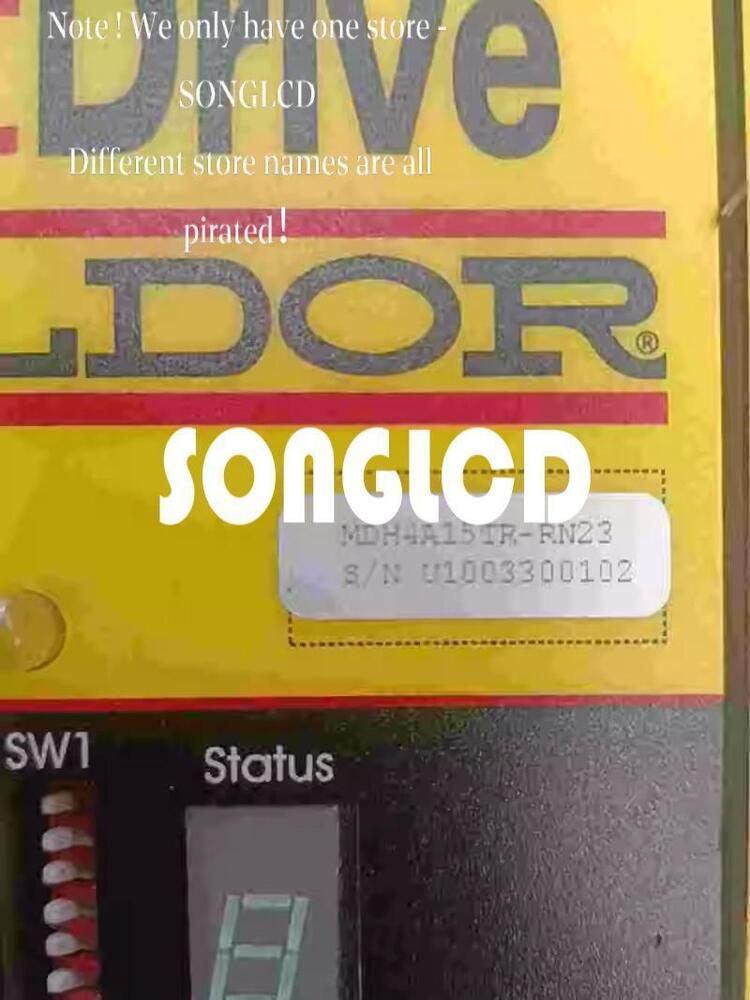 Note! We only have one store -
Drive
SONGLCD
Different store names are all
pirated!
LDOR®
SONGLCD
MDH4A15TR-RN23
S/N U1003300102
SW1
Status
8